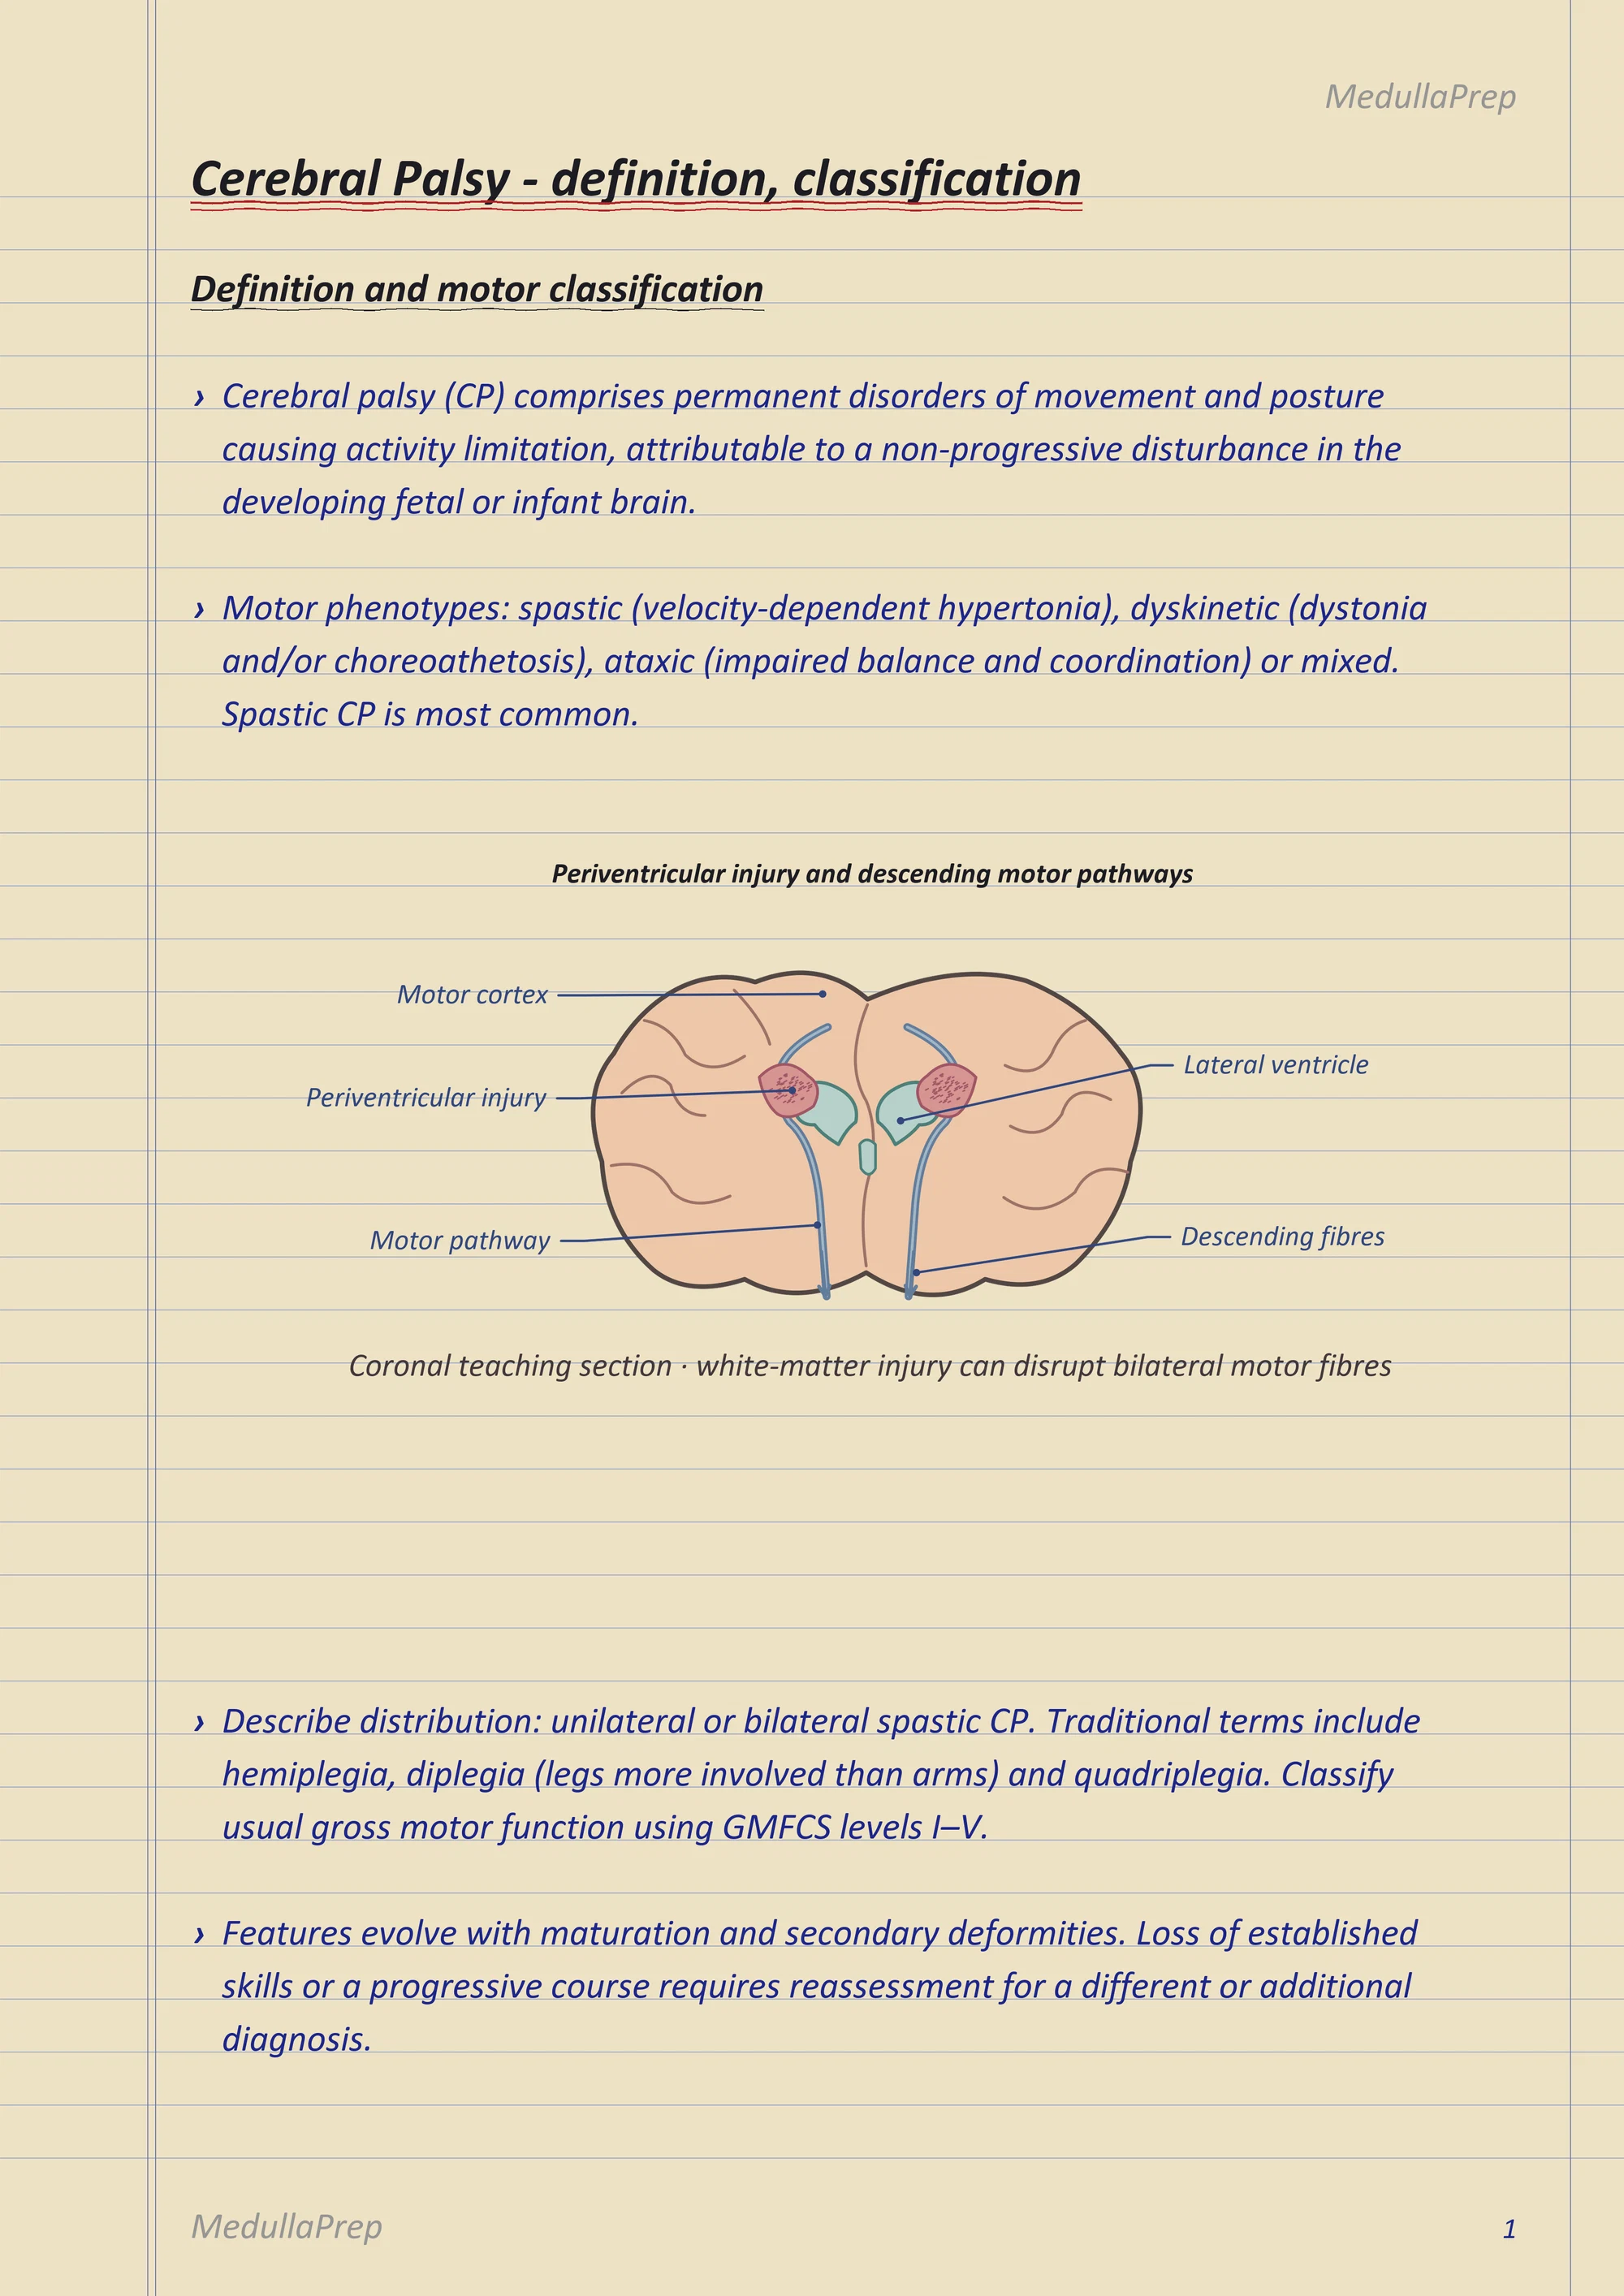 MedullaPrep
Cerebral Palsy - definition, classification
Definition and motor classification
› Cerebral palsy (CP) comprises permanent disorders of movement and posture
causing activity limitation, attributable to a non-progressive disturbance in the
developing fetal or infant brain.
› Motor phenotypes: spastic (velocity-dependent hypertonia), dyskinetic (dystonia
and/or choreoathetosis), ataxic (impaired balance and coordination) or mixed.
Spastic CP is most common.
Periventricular injury and descending motor pathways
Motor cortex
Lateral ventricle
Periventricular injury
Motor pathway
Descending fibres
Coronal teaching section · white-matter injury can disrupt bilateral motor fibres
› Describe distribution: unilateral or bilateral spastic CP. Traditional terms include
hemiplegia, diplegia (legs more involved than arms) and quadriplegia. Classify
usual gross motor function using GMFCS levels I–V.
› Features evolve with maturation and secondary deformities. Loss of established
skills or a progressive course requires reassessment for a different or additional
diagnosis.
MedullaPrep
1